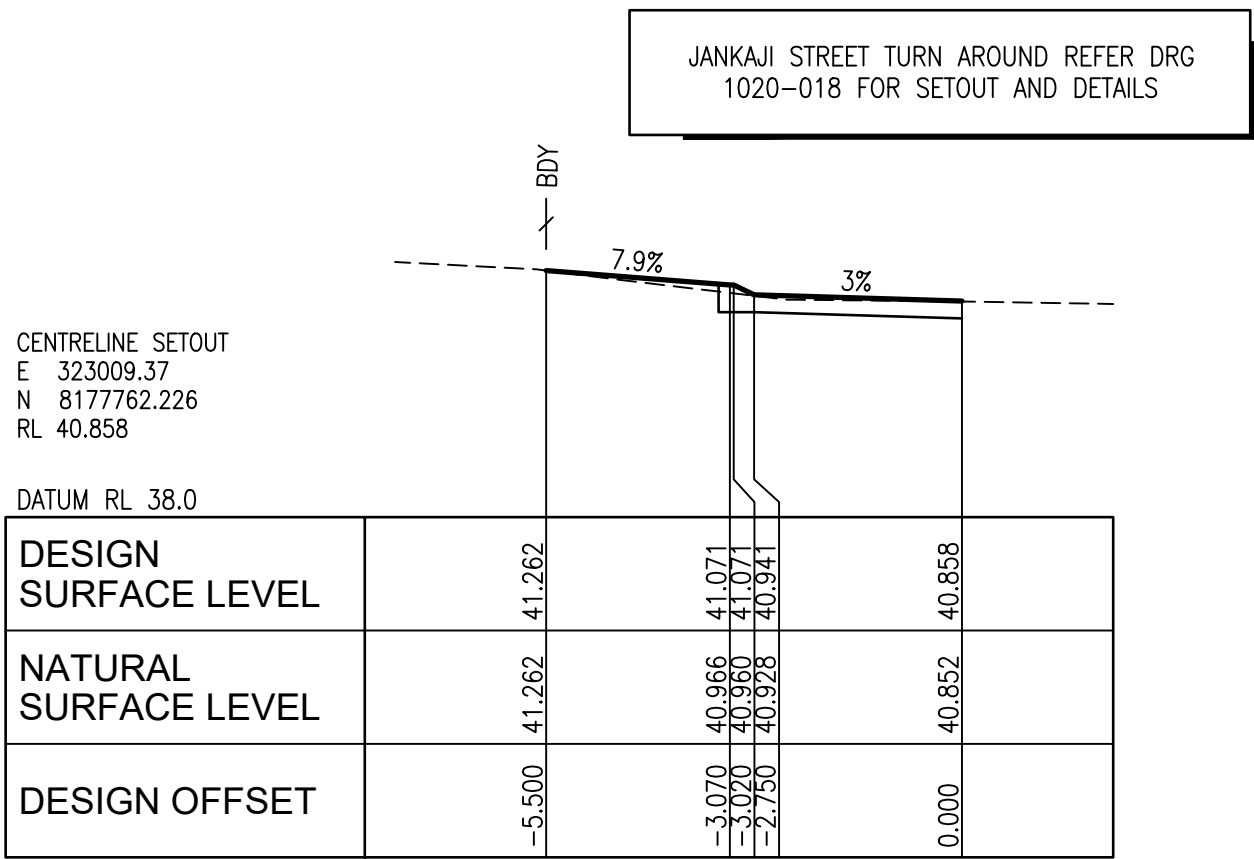 JANKAJI STREET TURN AROUND REFER DRG
1020-018 FOR SETOUT AND DETAILS
BDY
7.9%
3%
CENTRELINE SETOUT
E 323009.37
N 8177762.226
RL 40.858
DATUM RL 38.0
DESIGN
SURFACE LEVEL
41.262
41.071
41.071
40.941
40.858
NATURAL
SURFACE LEVEL
41.262
40.966
40.960
40.928
40.852
DESIGN OFFSET
-5.500
-3.070
-3.020
-2.750
0.000